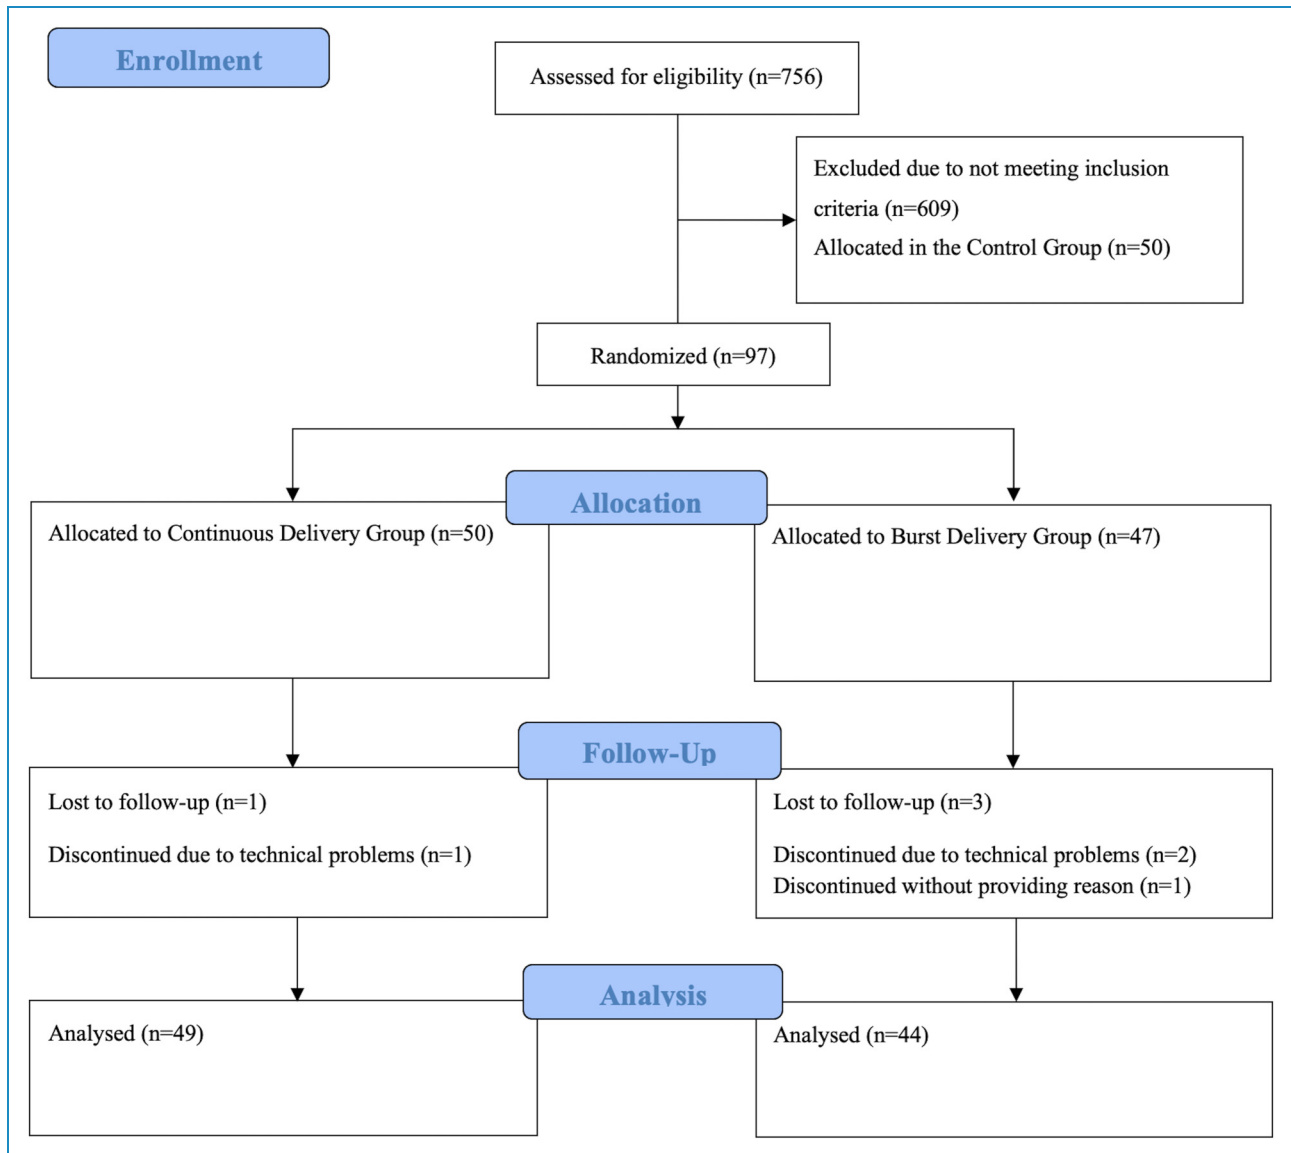 Enrollment
Assessed for eligibility (n=756)
Excluded due to not meeting inclusion
criteria (n=609)
Allocated in the Control Group (n=50)
Randomized (n=97)
Allocation
Allocated to Continuous Delivery Group (n=50)
Allocated to Burst Delivery Group (n=47)
Follow-Up
Lost to follow-up (n=1)
Discontinued due to technical problems (n=1)
Lost to follow-up (n=3)
Discontinued due to technical problems (n=2)
Discontinued without providing reason (n=1)
Analysis
Analysed (n=49)
Analysed (n=44)